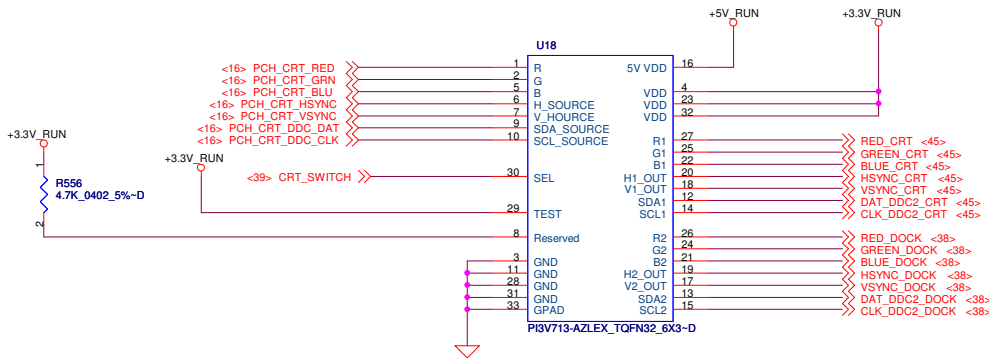 +5V_RUN
+3.3V_RUN
U18
<16> PCH_CRT_RED 1 R
<16> PCH_CRT_GRN 2 G
<16> PCH_CRT_BLU 5 B
<16> PCH_CRT_HSYNC 6 H_SOURCE
<16> PCH_CRT_VSYNC 7 V_HOURCE
<16> PCH_CRT_DDC_DAT 9 SDA_SOURCE
<16> PCH_CRT_DDC_CLK 10 SCL_SOURCE
+3.3V_RUN
1
R556
4.7K_0402_5%~D
2
+3.3V_RUN
<39> CRT_SWITCH 30 SEL
29 TEST
8 Reserved
3 GND
11 GND
28 GND
31 GND
33 GPAD
5V VDD 16
VDD 4
VDD 23
VDD 32
R1 27 RED_CRT <45>
G1 25 GREEN_CRT <45>
B1 22 BLUE_CRT <45>
H1_OUT 20 HSYNC_CRT <45>
V1_OUT 18 VSYNC_CRT <45>
SDA1 12 DAT_DDC2_CRT <45>
SCL1 14 CLK_DDC2_CRT <45>
R2 26 RED_DOCK <38>
G2 24 GREEN_DOCK <38>
B2 21 BLUE_DOCK <38>
H2_OUT 19 HSYNC_DOCK <38>
V2_OUT 17 VSYNC_DOCK <38>
SDA2 13 DAT_DDC2_DOCK <38>
SCL2 15 CLK_DDC2_DOCK <38>
PI3V713-AZLEX_TQFN32_6X3~D